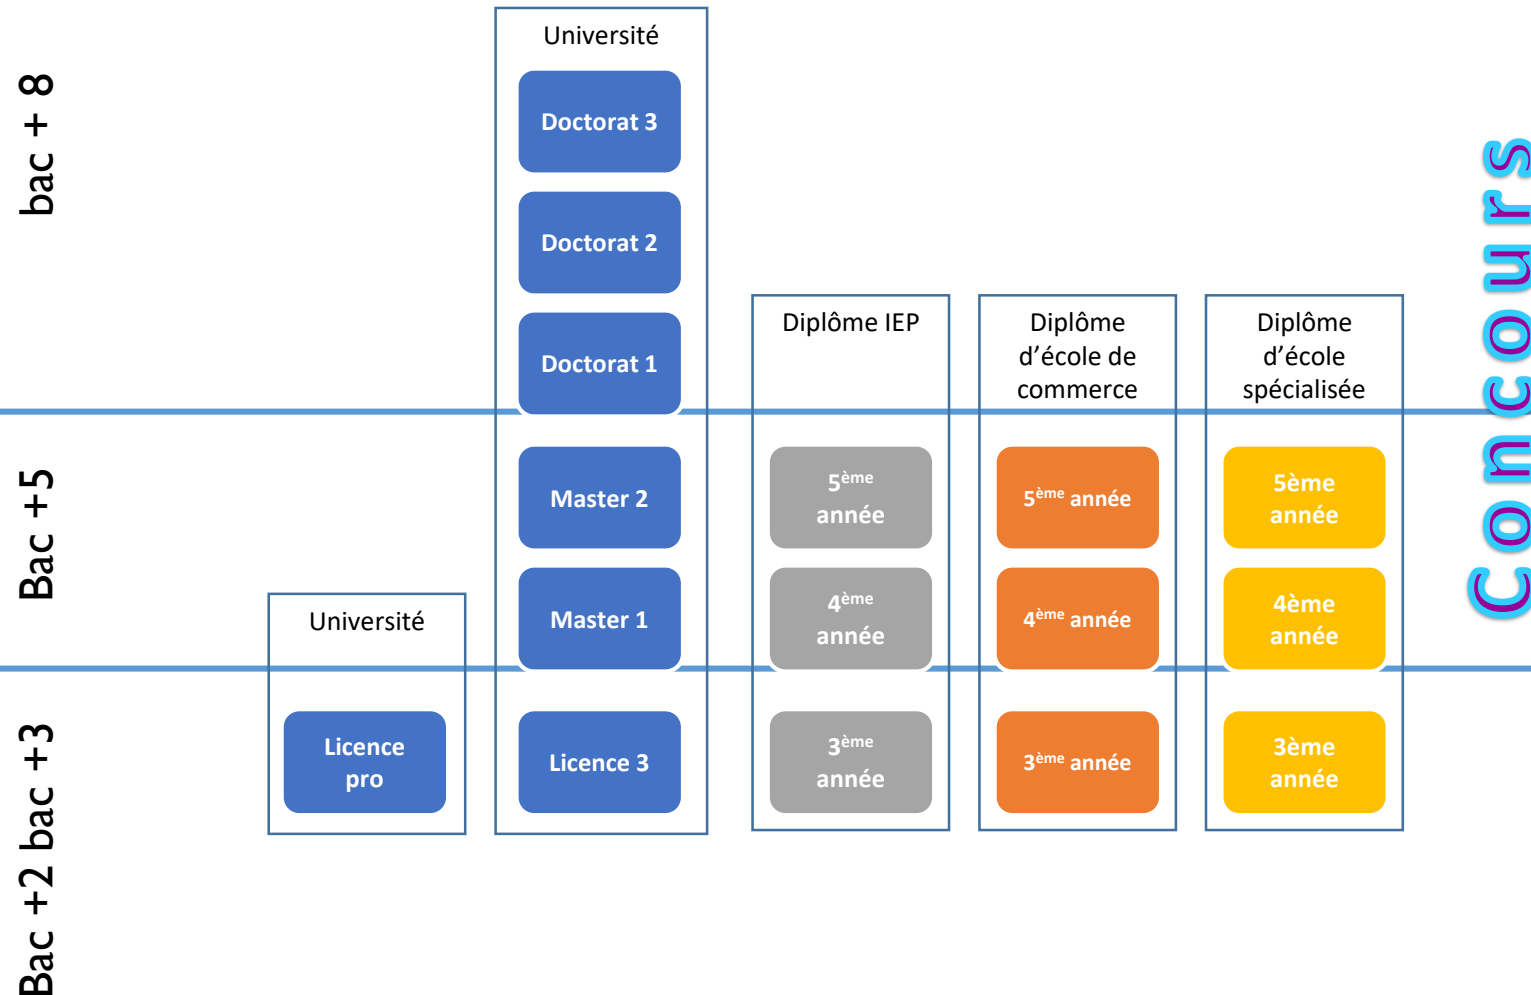 bac + 8
Université
Doctorat 3
Doctorat 2
Doctorat 1
Diplôme IEP
Diplôme
d'école de
commerce
Diplôme
d'école
spécialisée
Concours
Bac +5
Master 2
5ème
année
5ème année
5ème
année
Université
Master 1
4ème
année
4ème année
4ème
année
Bac +2 bac +3
Licence
pro
Licence 3
3ème
année
3ème année
3ème
année